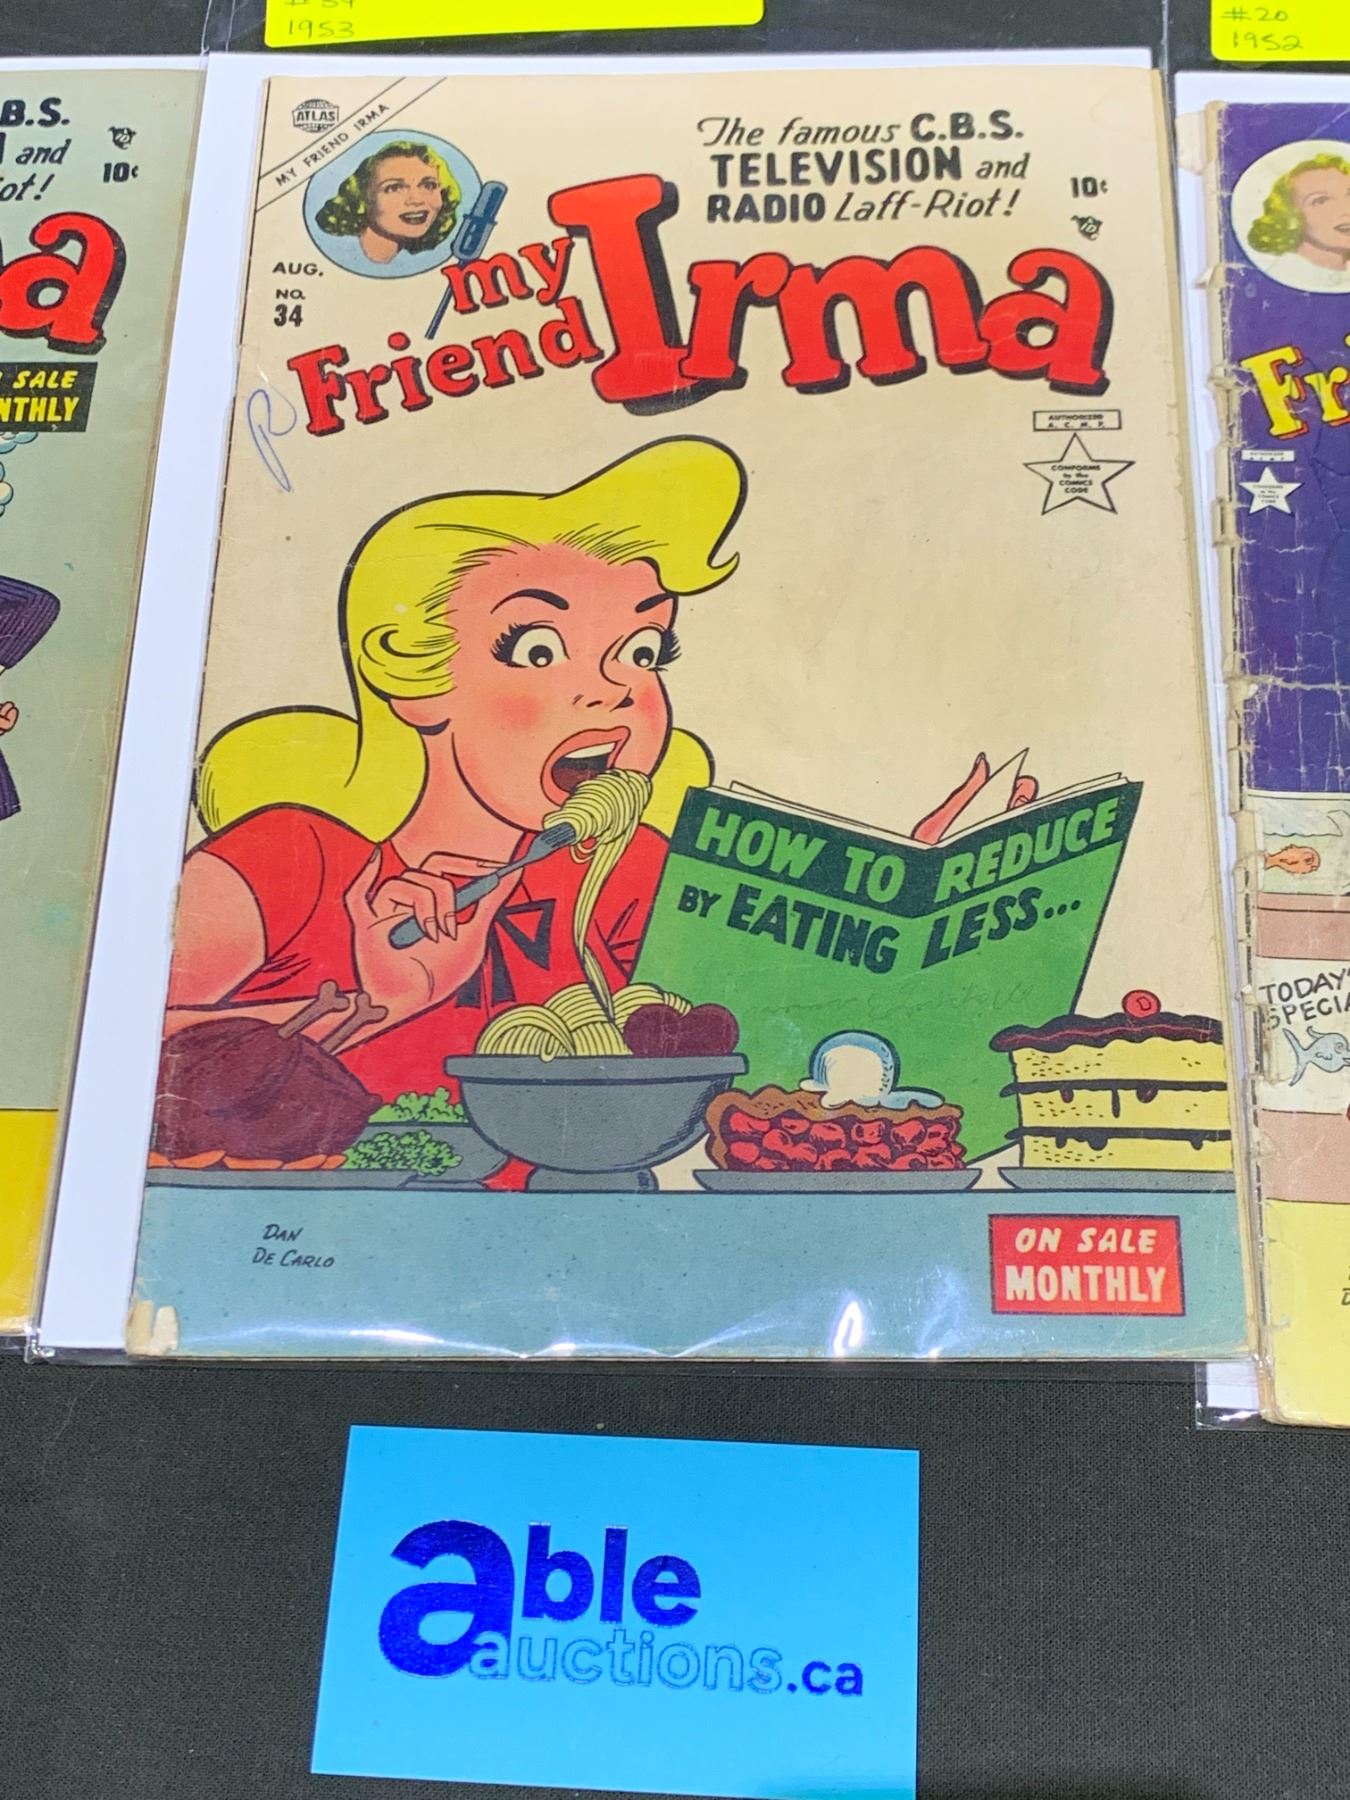 1953
#20
1952
B.S.
and
10¢
ot!
a
SALE
NTHLY
ATLAS
MY FRIEND IRMA
The famous C.B.S.
TELEVISION and
RADIO Laff-Riot!
10¢
AUG.
NO.
34
my
Friend Irma
AUTHORIZED
A.C.M.P.
CONFORMS
to the
COMICS
CODE
HOW TO REDUCE
BY EATING LESS...
DAN
DE CARLO
ON SALE
MONTHLY
Fr
TODAY'
SPECIA
able
auctions.ca